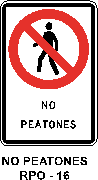 NO
PEATONES
NO PEATONES
RPO - 16